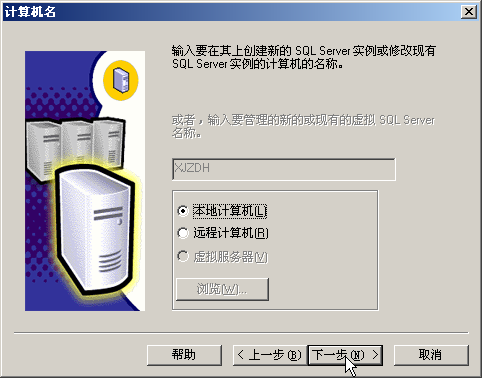 计算机名
输入要在其上创建新的 SQL Server 实例或修改现有
SQL Server 实例的计算机的名称。
或者，输入要管理的新的或现有的虚拟 SQL Server
名称。
XJZDH
本地计算机(L)
远程计算机(R)
虚拟服务器(V)
浏览(W)...
帮助
< 上一步(B)
下一步(N) >
取消